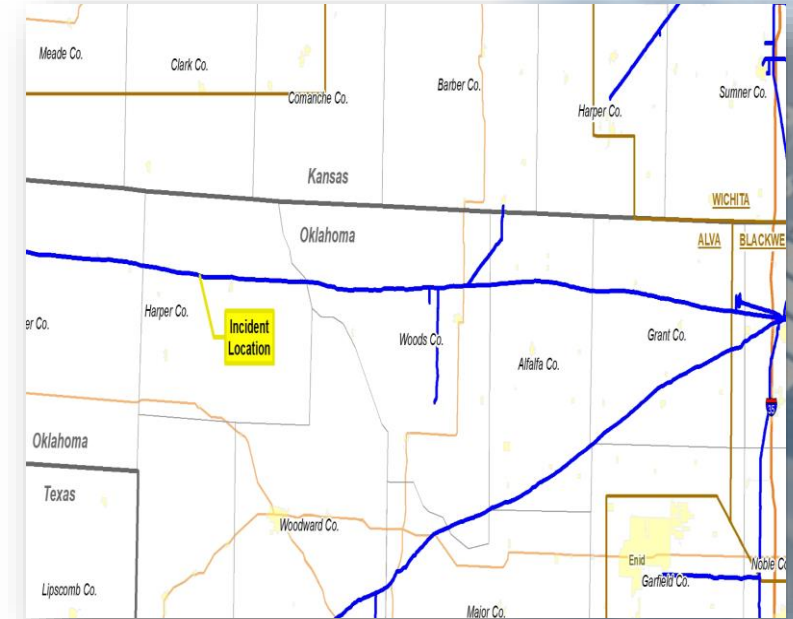 Meade Co.
Clark Co.
Comanche Co.
Barber Co.
Harper Co.
Sumner Co.
Kansas
Oklahoma
WICHITA
ALVA
BLACKWE
Harper Co.
er Co.
Incident
Location
Woods Co.
Alfalfa Co.
Grant Co.
35
Oklahoma
Texas
Woodward Co.
Enid
Garfield Co.
Noble Co
Lipscomb Co.
Major Co.